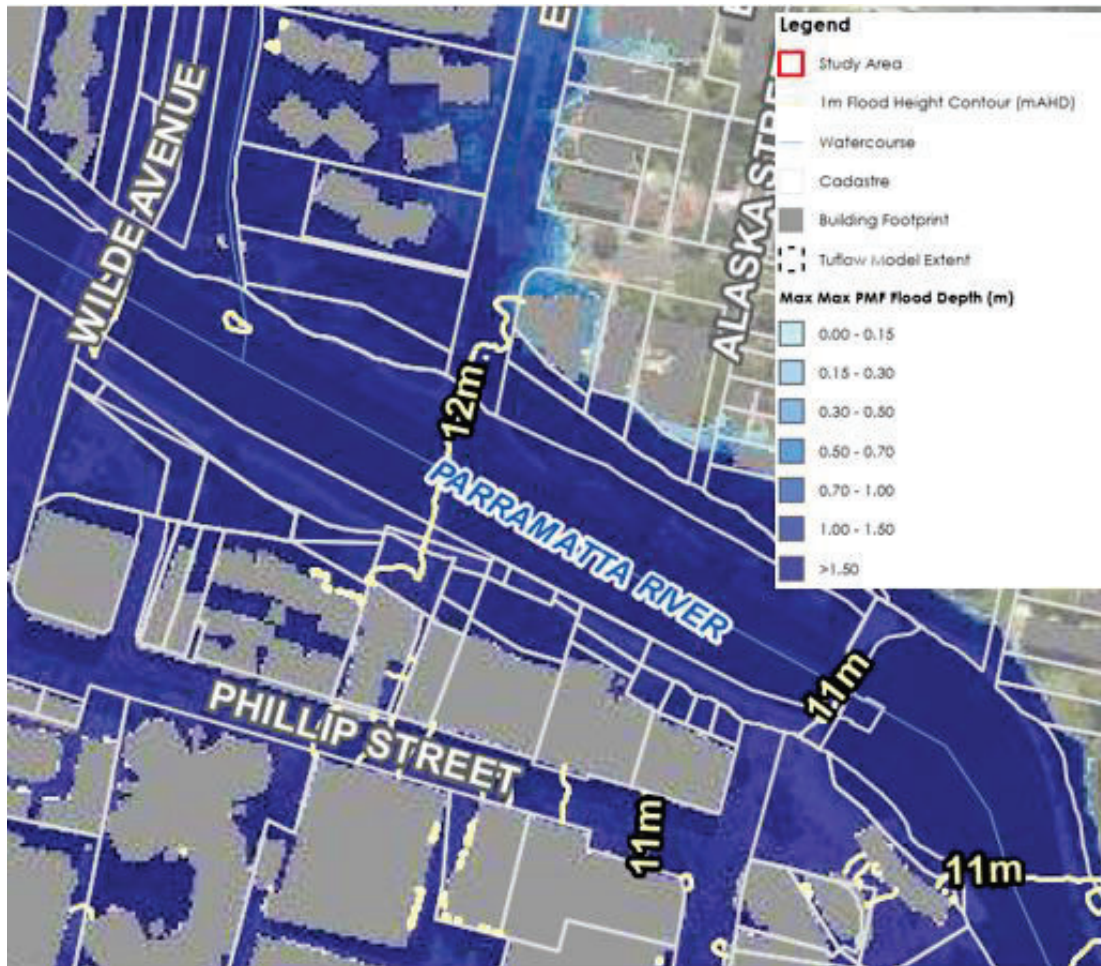 Legend
Study Area
1m Flood Height Contour (mAHD)
Watercourse
Cadastre
Building Footprint
Tuflow Model Extent
Max Max PMF Flood Depth (m)
0.00 - 0.15
0.15 - 0.30
0.30 - 0.50
0.50 - 0.70
0.70 - 1.00
1.00 - 1.50
>1.50
WILDE AVENUE
E
ALASKA STREE
12m
PARRAMATTA RIVER
11m
PHILLIP STREET
11m
11m